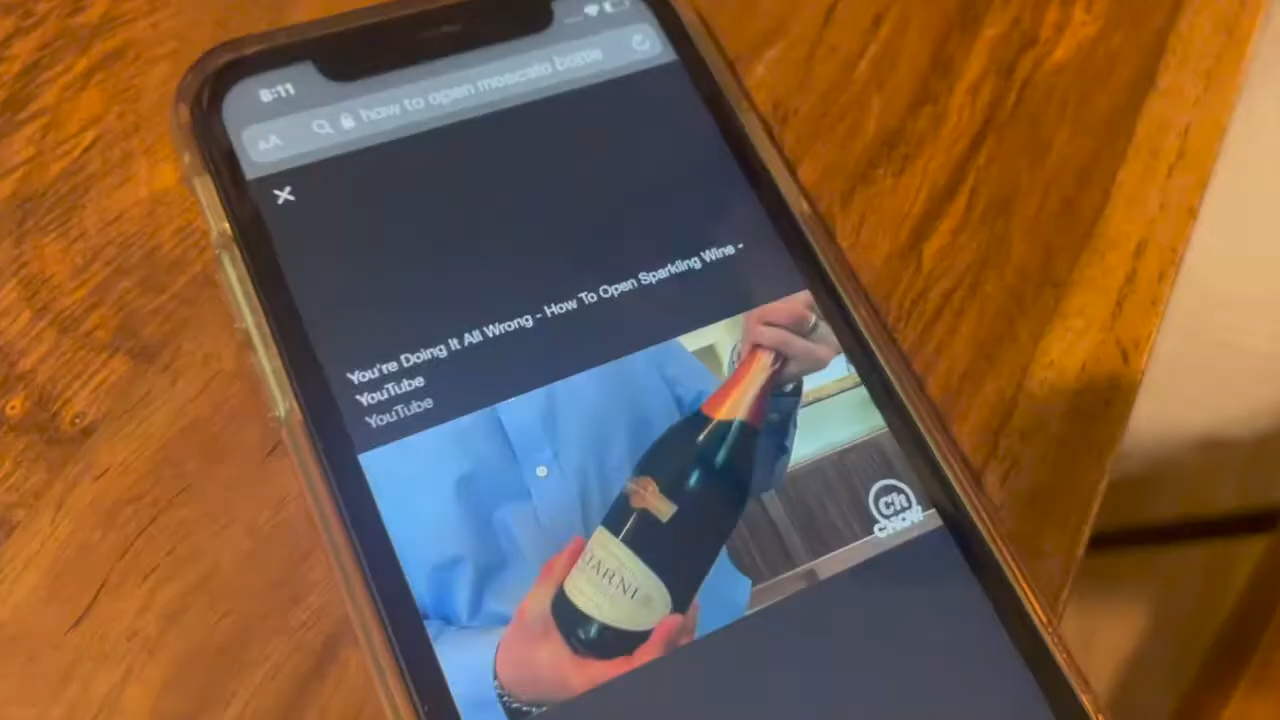 8:11
AA how to open moscato bottle
You're Doing It All Wrong - How To Open Sparkling Wine -
YouTube
YouTube
Ch
CHOW
TARNI